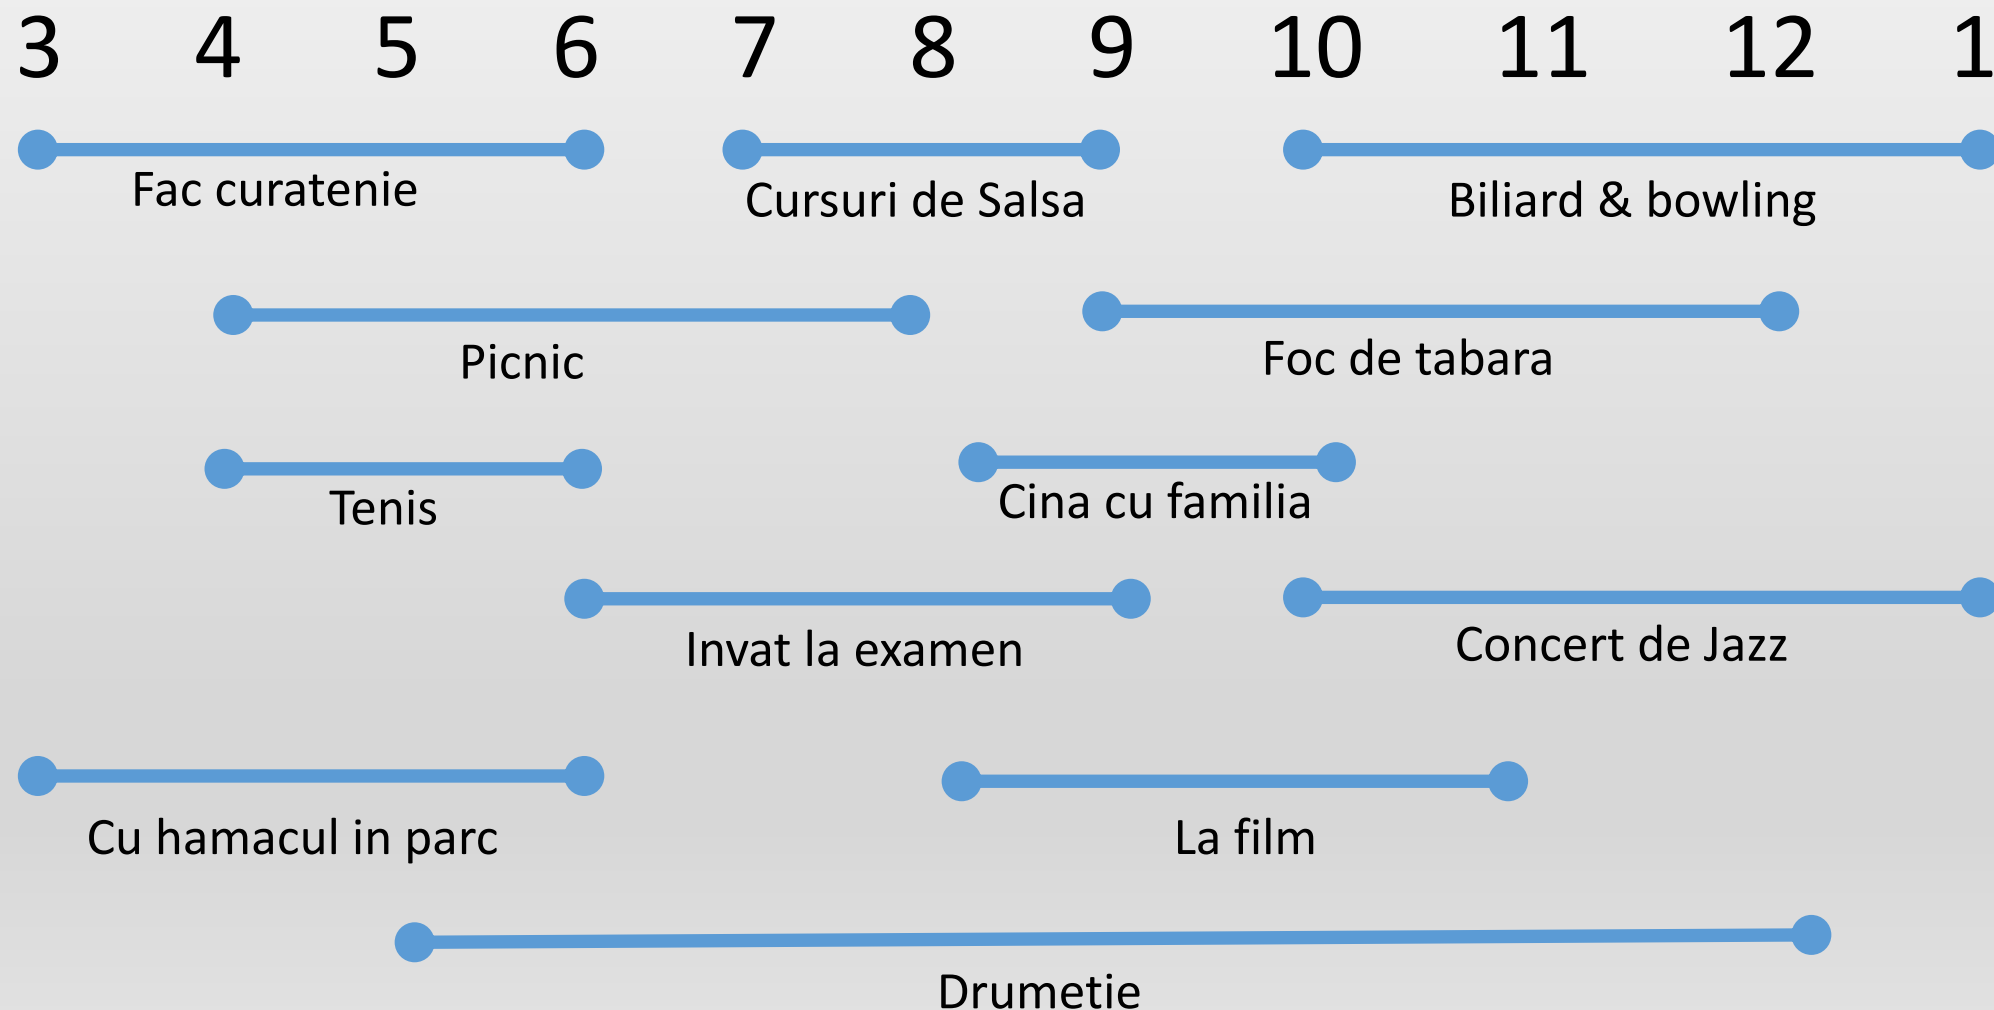 3 4 5 6 7 8 9 10 11 12 1
Fac curatenie
Cursuri de Salsa
Biliard & bowling
Picnic
Foc de tabara
Tenis
Cina cu familia
Invat la examen
Concert de Jazz
Cu hamacul in parc
La film
Drumetie